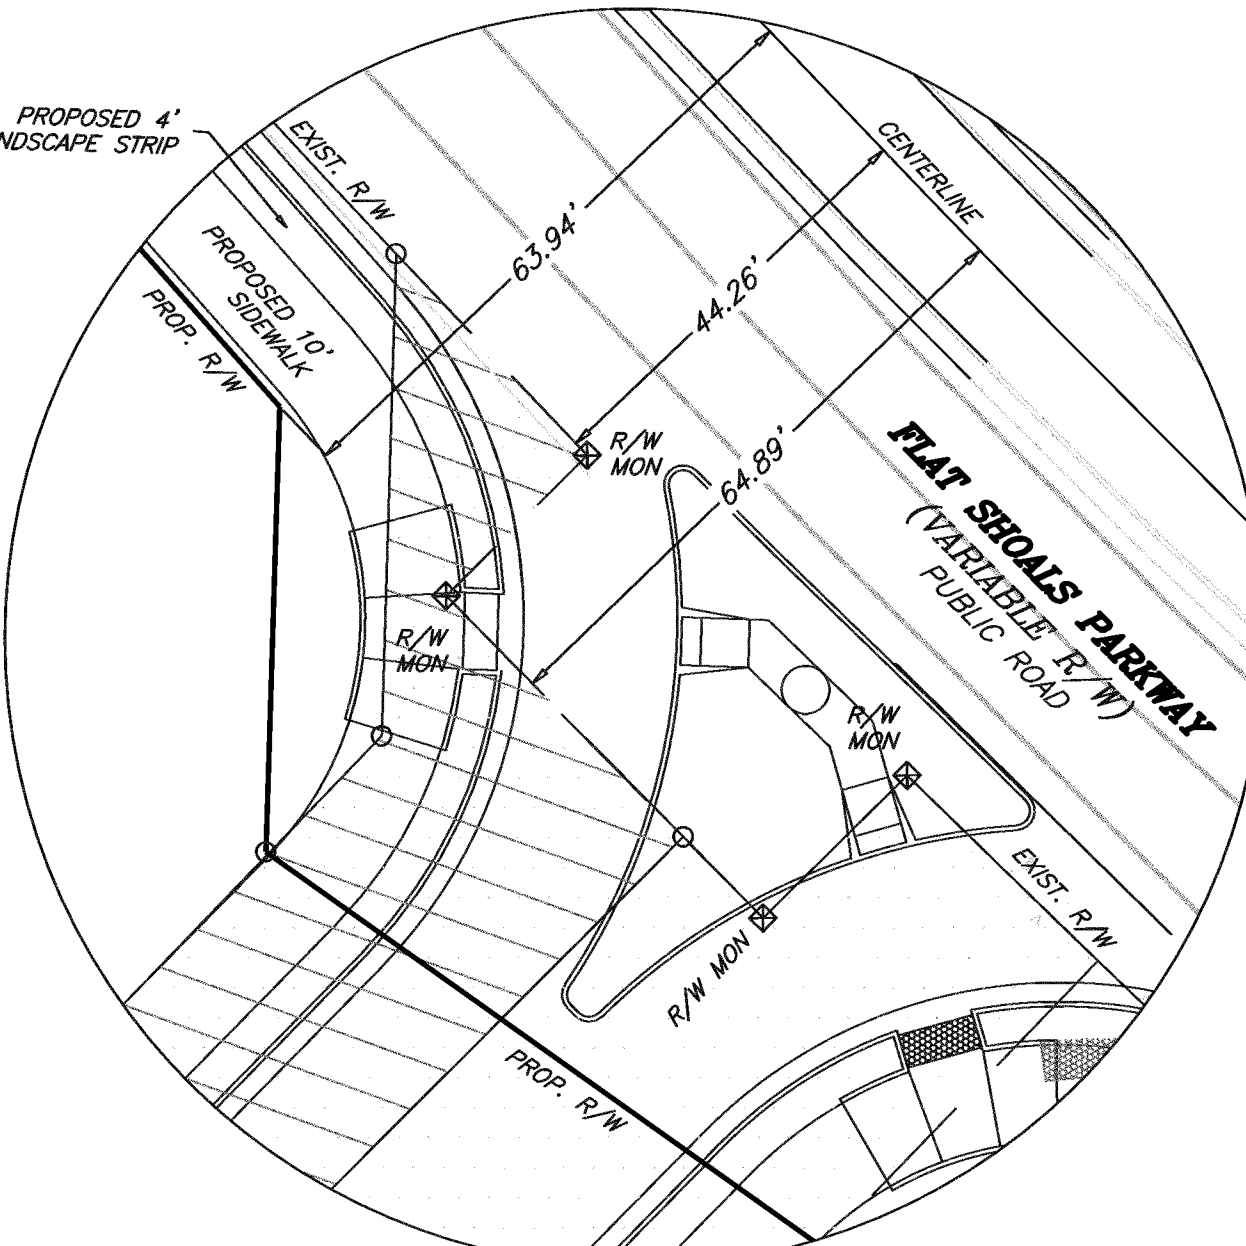 PROPOSED 4'
NDSCAPE STRIP
EXIST. R/W
CENTERLINE
63.94'
PROPOSED 10'
SIDEWALK
PROP. R/W
44.26'
R/W
MON
64.89'
FLAT SHOALS PARKWAY
(VARIABLE R/W)
PUBLIC ROAD
R/W
MON
R/W
MON
EXIST. R/W
R/W MON
PROP. R/W